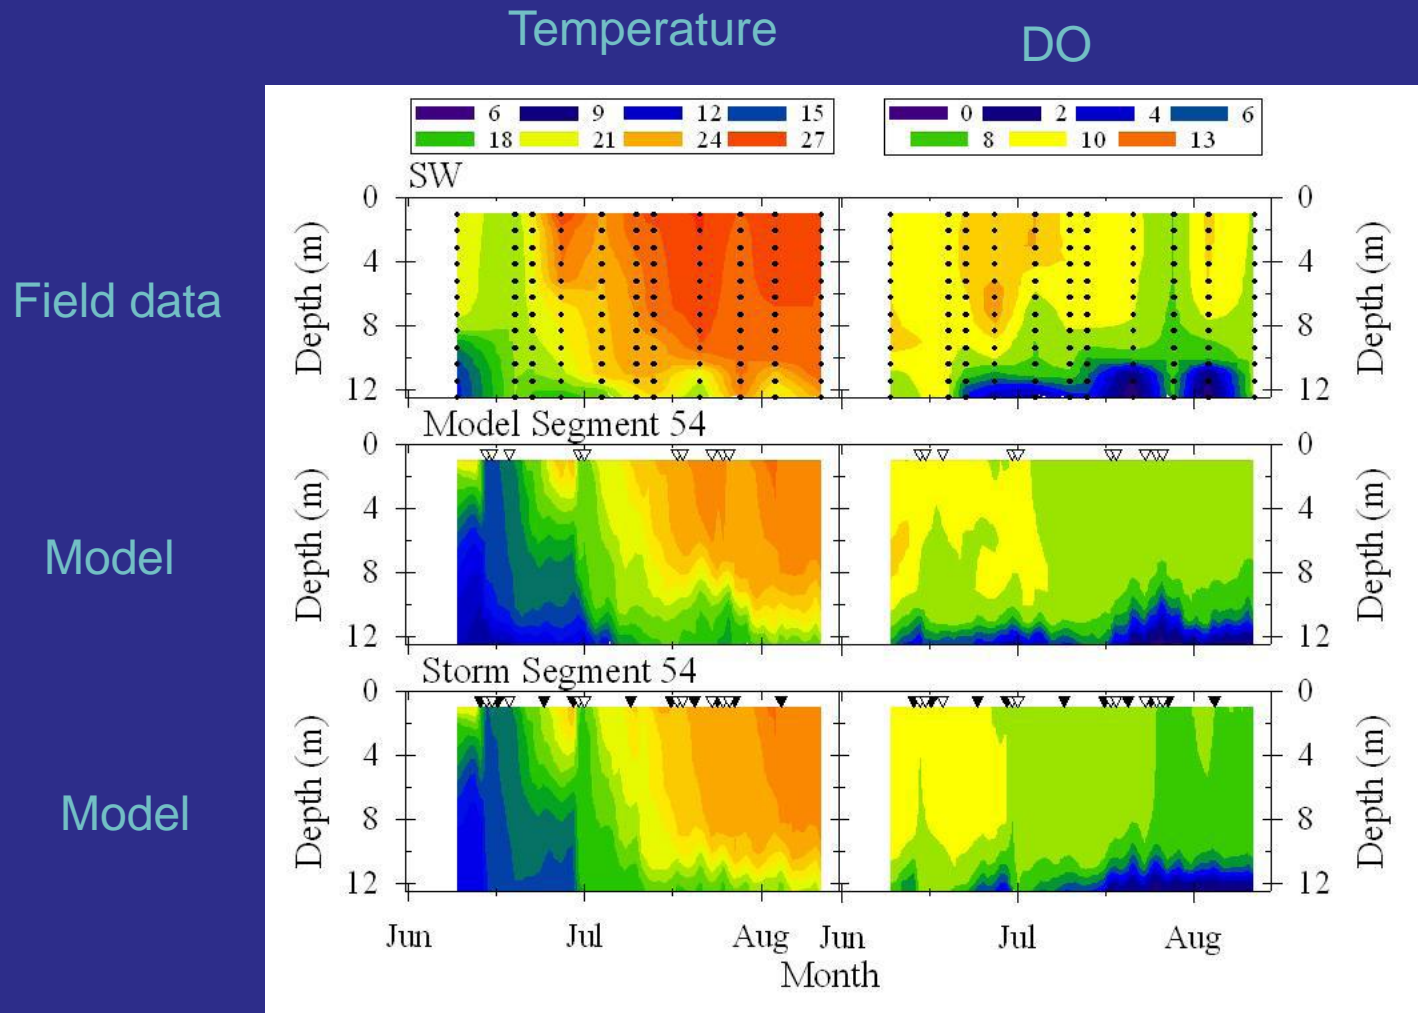 Temperature
DO
6 9 12 15
18 21 24 27
0 2 4 6
8 10 13
Field data
SW
Depth (m)
0
4
8
12
0
4
8
12
Depth (m)
Model
Model Segment 54
Depth (m)
0
4
8
12
0
4
8
12
Depth (m)
Model
Storm Segment 54
Depth (m)
0
4
8
12
0
4
8
12
Depth (m)
Jun Jul Aug Jun Jul Aug
Month